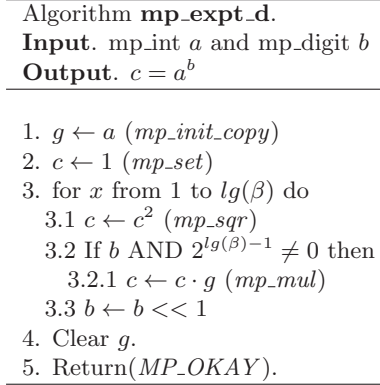 Algorithm mp_expt_d.
Input. mp_int a and mp_digit b
Output. c = a^b
1. g ← a (mp_init_copy)
2. c ← 1 (mp_set)
3. for x from 1 to lg(β) do
3.1 c ← c^2 (mp_sqr)
3.2 If b AND 2^{lg(β)−1} ≠ 0 then
3.2.1 c ← c · g (mp_mul)
3.3 b ← b << 1
4. Clear g.
5. Return(MP_OKAY).